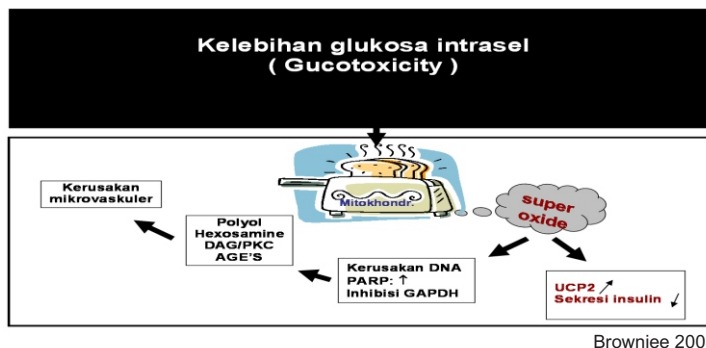 Kelebihan glukosa intrasel
( Gucotoxicity )
Kerusakan
mikrovaskuler
Mitokhondr.
super
oxide
Polyol
Hexosamine
DAG/PKC
AGE'S
Kerusakan DNA
PARP: ↑
Inhibisi GAPDH
UCP2 ↗
Sekresi insulin ↙
Browniee 200